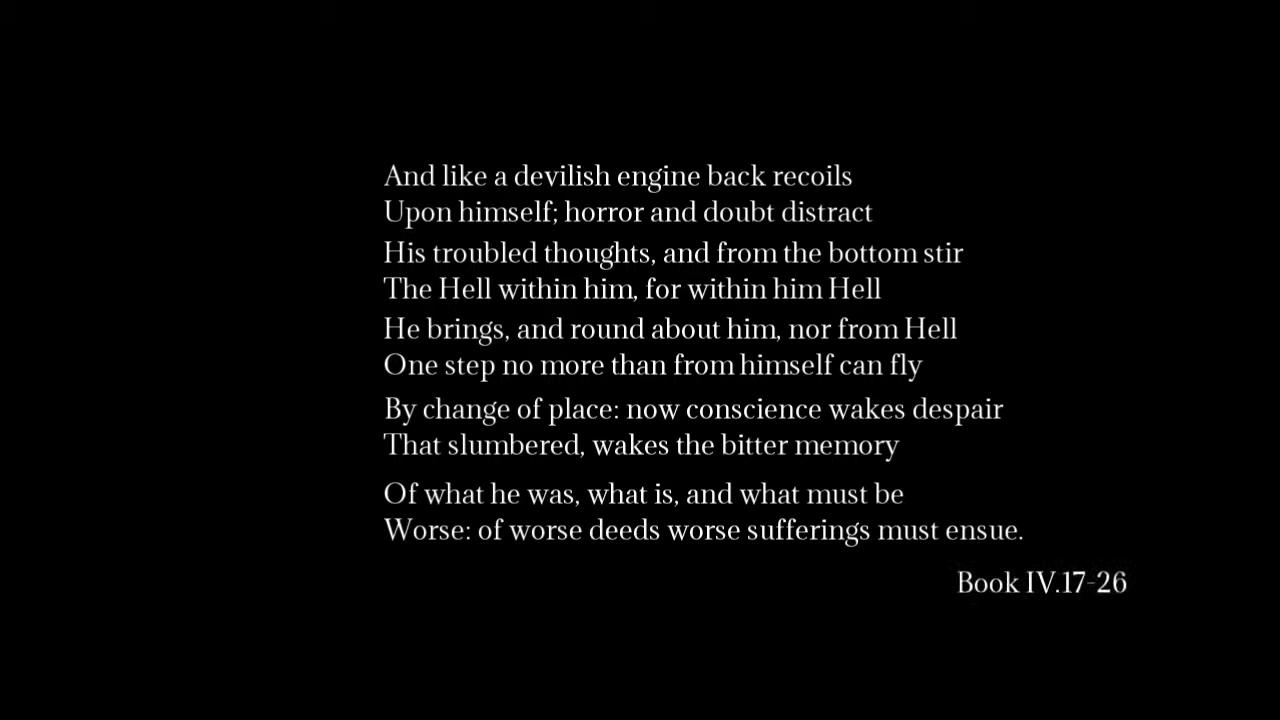 And like a devilish engine back recoils
Upon himself; horror and doubt distract
His troubled thoughts, and from the bottom stir
The Hell within him, for within him Hell
He brings, and round about him, nor from Hell
One step no more than from himself can fly
By change of place: now conscience wakes despair
That slumbered, wakes the bitter memory
Of what he was, what is, and what must be
Worse: of worse deeds worse sufferings must ensue.
Book IV.17-26